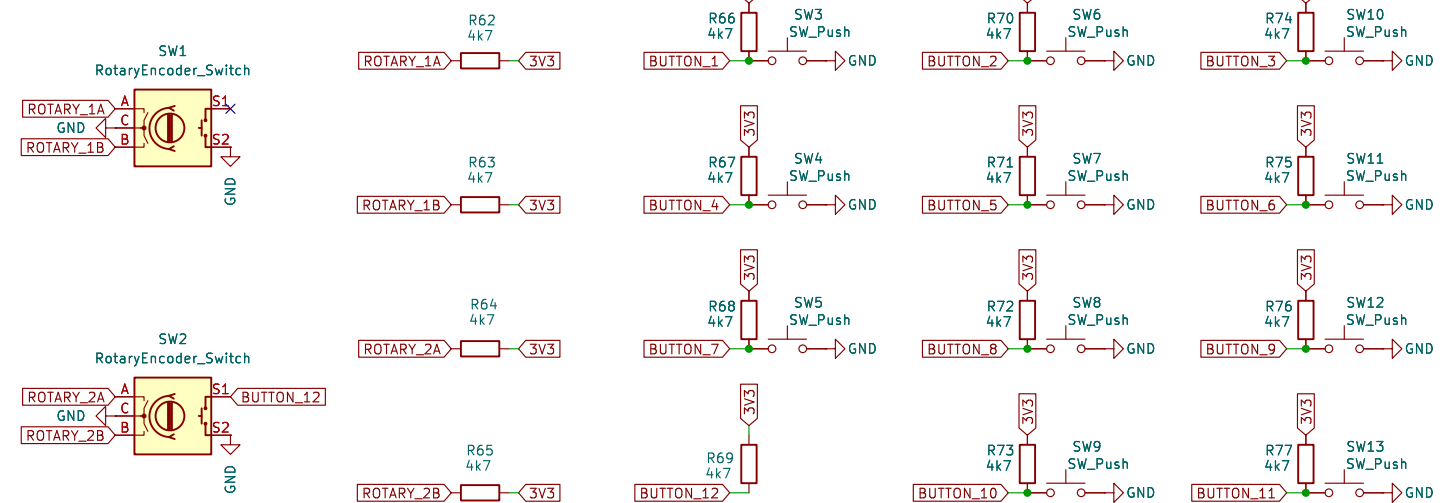 SW1
RotaryEncoder_Switch
ROTARY_1A
A
S1
GND
C
ROTARY_1B
B
S2
GND
SW2
RotaryEncoder_Switch
ROTARY_2A
A
S1
BUTTON_12
GND
C
ROTARY_2B
B
S2
GND
R62
4k7
ROTARY_1A
3V3
R63
4k7
ROTARY_1B
3V3
R64
4k7
ROTARY_2A
3V3
R65
4k7
ROTARY_2B
3V3
R66
4k7
SW3
SW_Push
BUTTON_1
GND
3V3
R67
4k7
SW4
SW_Push
BUTTON_4
GND
3V3
R68
4k7
SW5
SW_Push
BUTTON_7
GND
3V3
R69
4k7
BUTTON_12
R70
4k7
SW6
SW_Push
BUTTON_2
GND
3V3
R71
4k7
SW7
SW_Push
BUTTON_5
GND
3V3
R72
4k7
SW8
SW_Push
BUTTON_8
GND
3V3
R73
4k7
SW9
SW_Push
BUTTON_10
GND
R74
4k7
SW10
SW_Push
BUTTON_3
GND
3V3
R75
4k7
SW11
SW_Push
BUTTON_6
GND
3V3
R76
4k7
SW12
SW_Push
BUTTON_9
GND
3V3
R77
4k7
SW13
SW_Push
BUTTON_11
GND